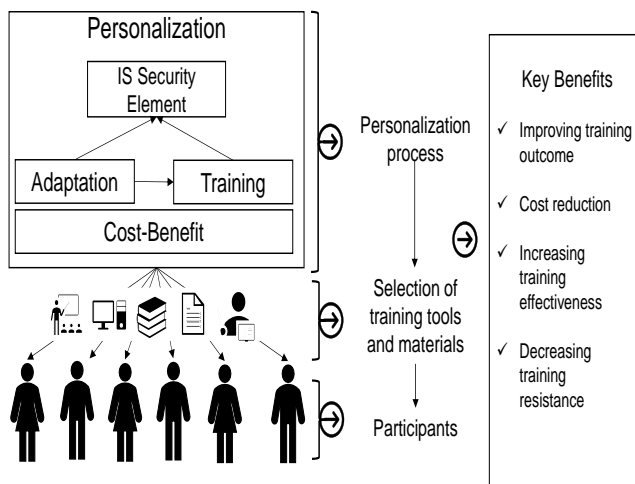 Personalization
IS Security
Element
Adaptation
Training
Cost-Benefit
Personalization
process
Selection of
training tools
and materials
Participants
Key Benefits
✓ Improving training
outcome
✓ Cost reduction
✓ Increasing
training
effectiveness
✓ Decreasing
training
resistance